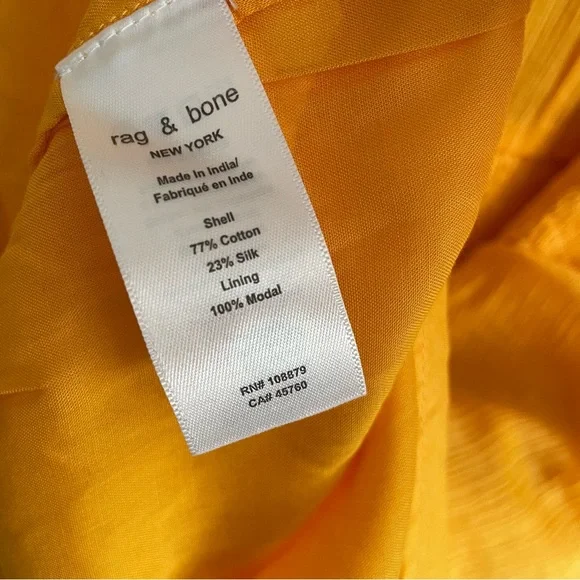 rag & bone
NEW YORK
Made in India/
Fabriqué en Inde
Shell
77% Cotton
23% Silk
Lining
100% Modal
RN# 108879
CA# 45760